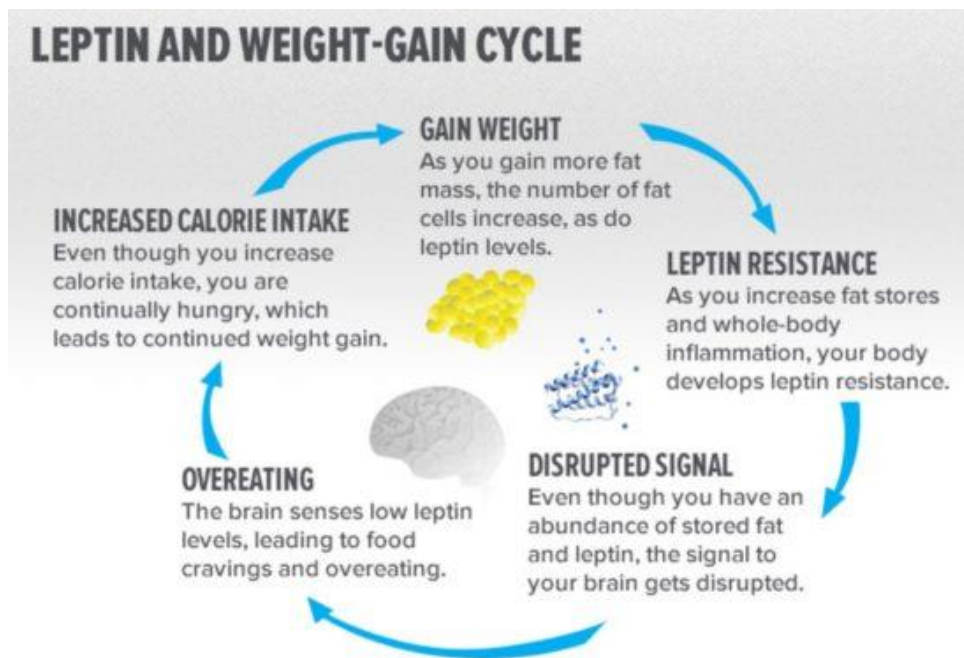 LEPTIN AND WEIGHT-GAIN CYCLE
GAIN WEIGHT
As you gain more fat
mass, the number of fat
cells increase, as do
leptin levels.
LEPTIN RESISTANCE
As you increase fat stores
and whole-body
inflammation, your body
develops leptin resistance.
DISRUPTED SIGNAL
Even though you have an
abundance of stored fat
and leptin, the signal to
your brain gets disrupted.
OVEREATING
The brain senses low leptin
levels, leading to food
cravings and overeating.
INCREASED CALORIE INTAKE
Even though you increase
calorie intake, you are
continually hungry, which
leads to continued weight gain.